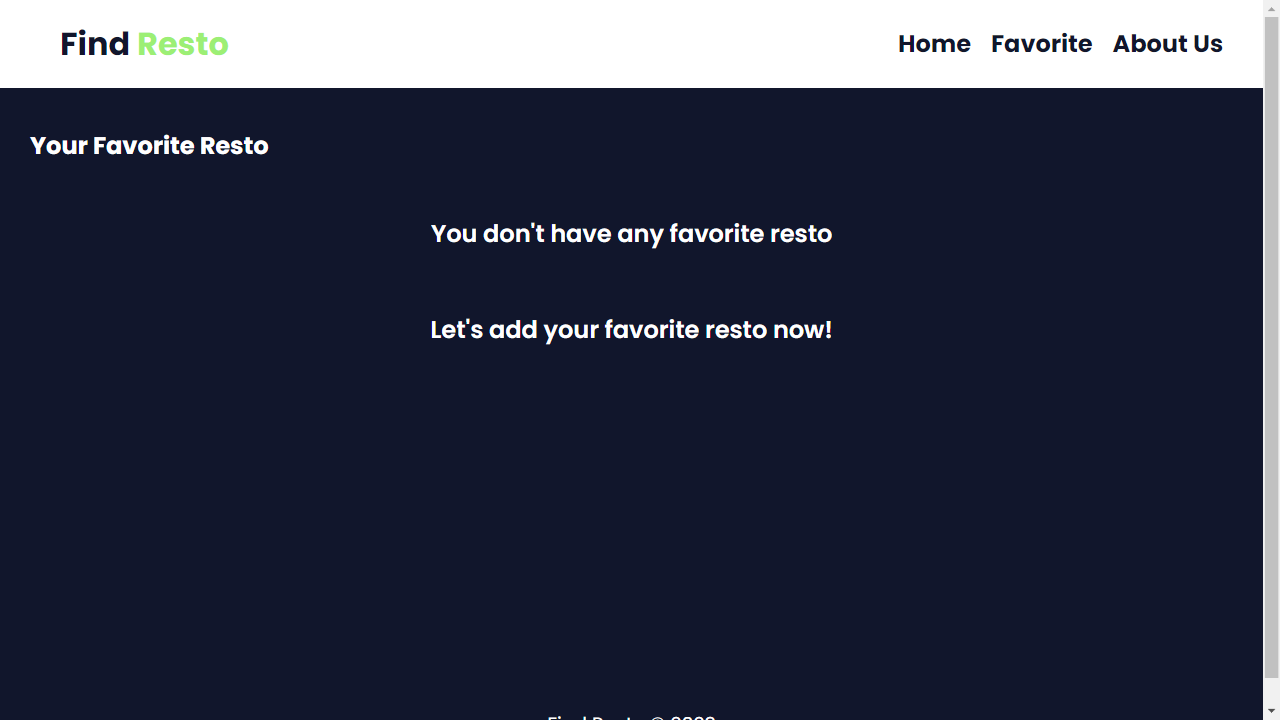 Find Resto
Home Favorite About Us
Your Favorite Resto
You don't have any favorite resto
Let's add your favorite resto now!